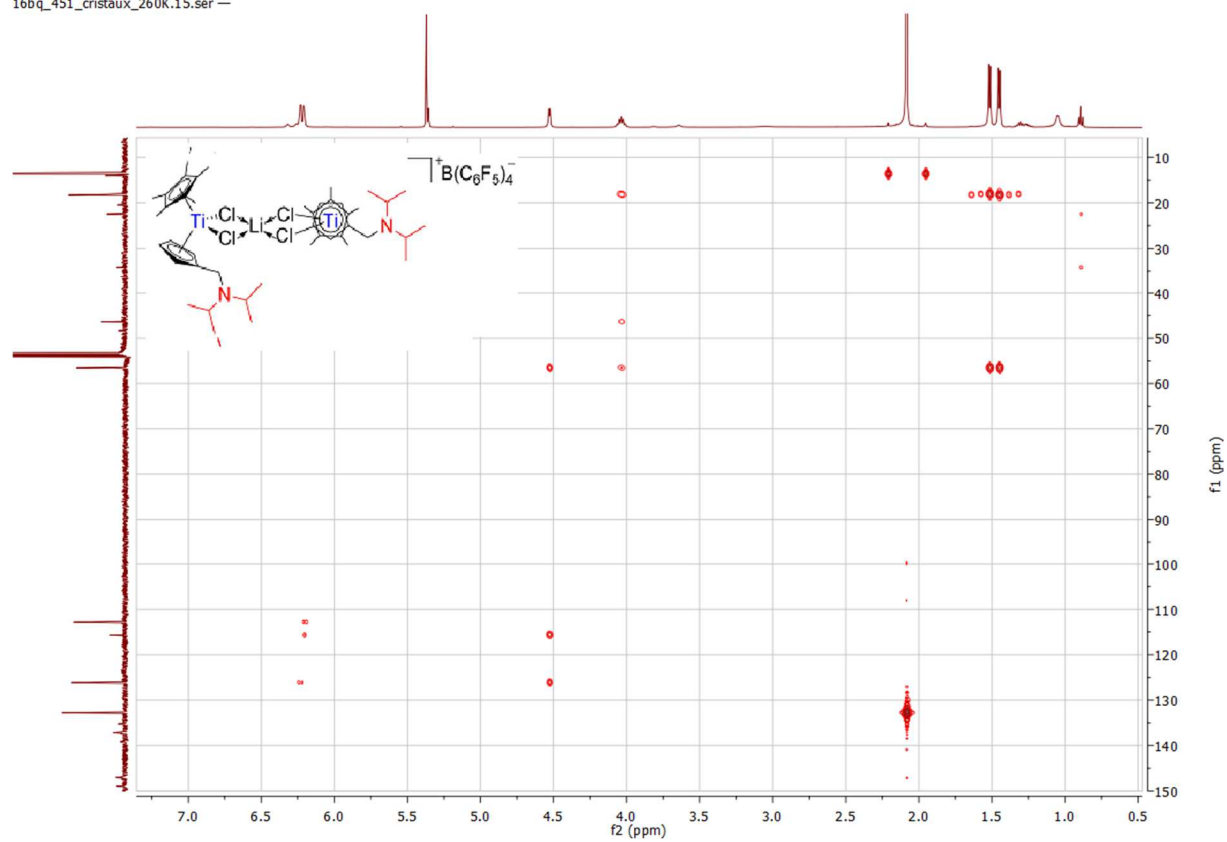 16bq_451_cristaux_260K.15.ser —
+
B(C6F5)4−
Ti
Cl
Cl
Li
Cl
Cl
Ti
N
N
10
20
30
40
50
60
70
80
90
100
110
120
130
140
150
f1 (ppm)
7.0 6.5 6.0 5.5 5.0 4.5 4.0 3.5 3.0 2.5 2.0 1.5 1.0 0.5
f2 (ppm)